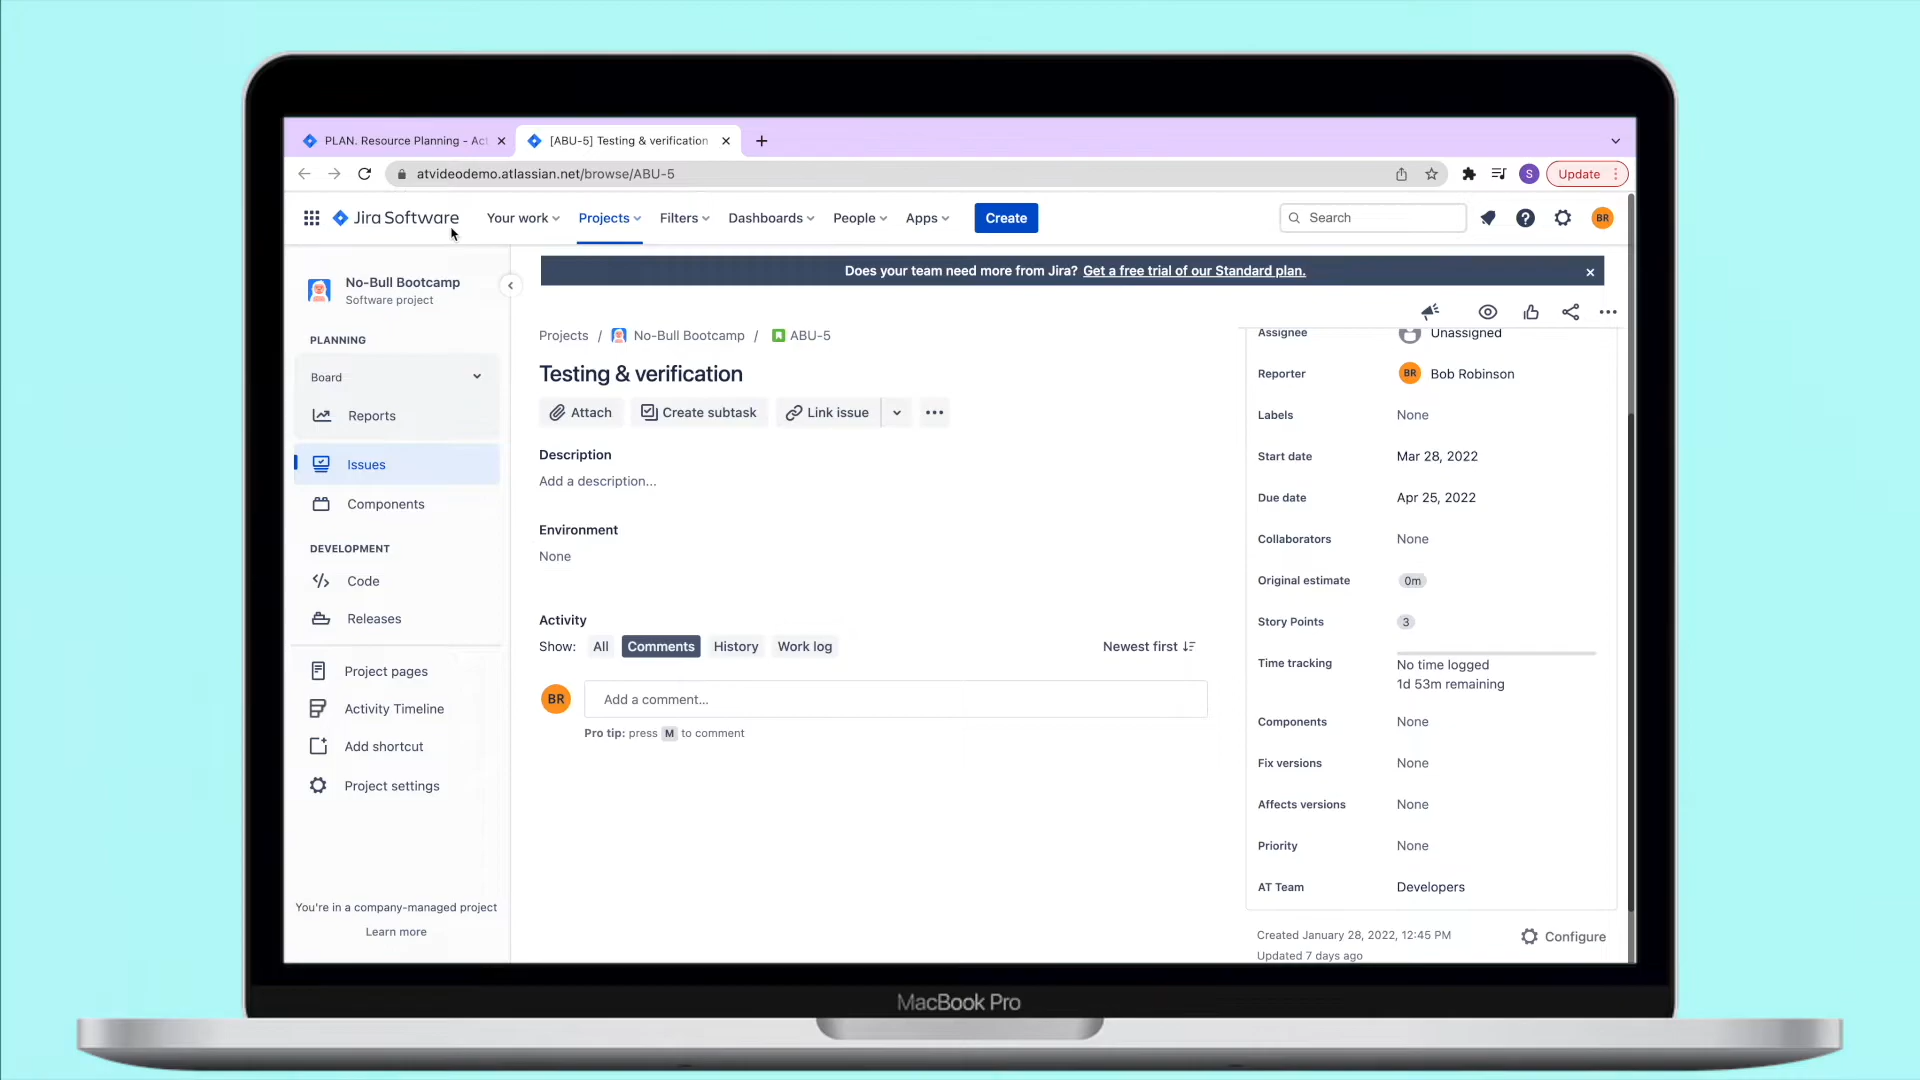 PLAN. Resource Planning - Act
[ABU-5] Testing & verification
atvideodemo.atlassian.net/browse/ABU-5
S
Update
Jira Software
Your work
Projects
Filters
Dashboards
People
Apps
Create
Search
BR
No-Bull Bootcamp
Software project
Does your team need more from Jira? Get a free trial of our Standard plan.
PLANNING
Board
Reports
Issues
Components
DEVELOPMENT
Code
Releases
Project pages
Activity Timeline
Add shortcut
Project settings
You're in a company-managed project
Learn more
Projects / No-Bull Bootcamp / ABU-5
Testing & verification
Attach
Create subtask
Link issue
Description
Add a description...
Environment
None
Activity
Show: All Comments History Work log
Newest first
BR
Add a comment...
Pro tip: press M to comment
Assignee Unassigned
Reporter BR Bob Robinson
Labels None
Start date Mar 28, 2022
Due date Apr 25, 2022
Collaborators None
Original estimate 0m
Story Points 3
Time tracking No time logged
1d 53m remaining
Components None
Fix versions None
Affects versions None
Priority None
AT Team Developers
Created January 28, 2022, 12:45 PM
Updated 7 days ago
Configure
MacBook Pro